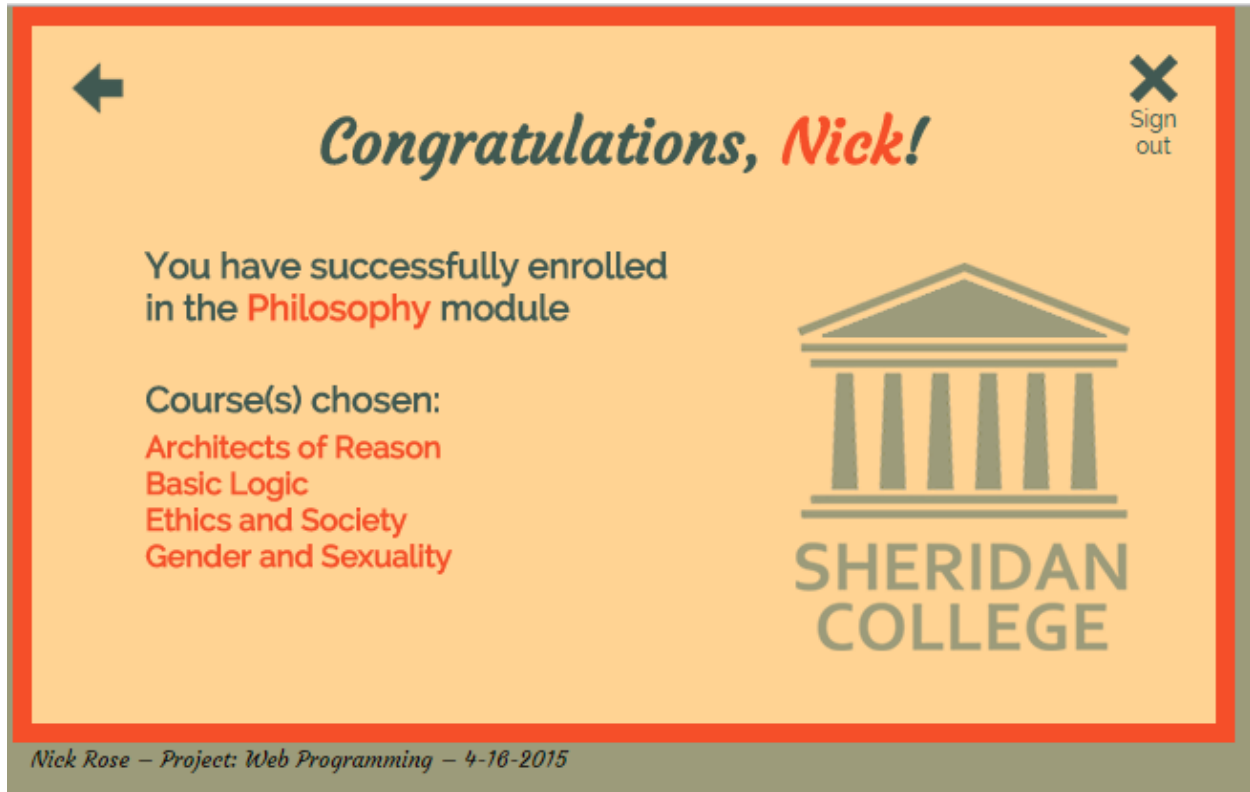 Sign
out
Congratulations, Nick!
You have successfully enrolled
in the Philosophy module
Course(s) chosen:
Architects of Reason
Basic Logic
Ethics and Society
Gender and Sexuality
SHERIDAN
COLLEGE
Nick Rose – Project: Web Programming – 4-16-2015